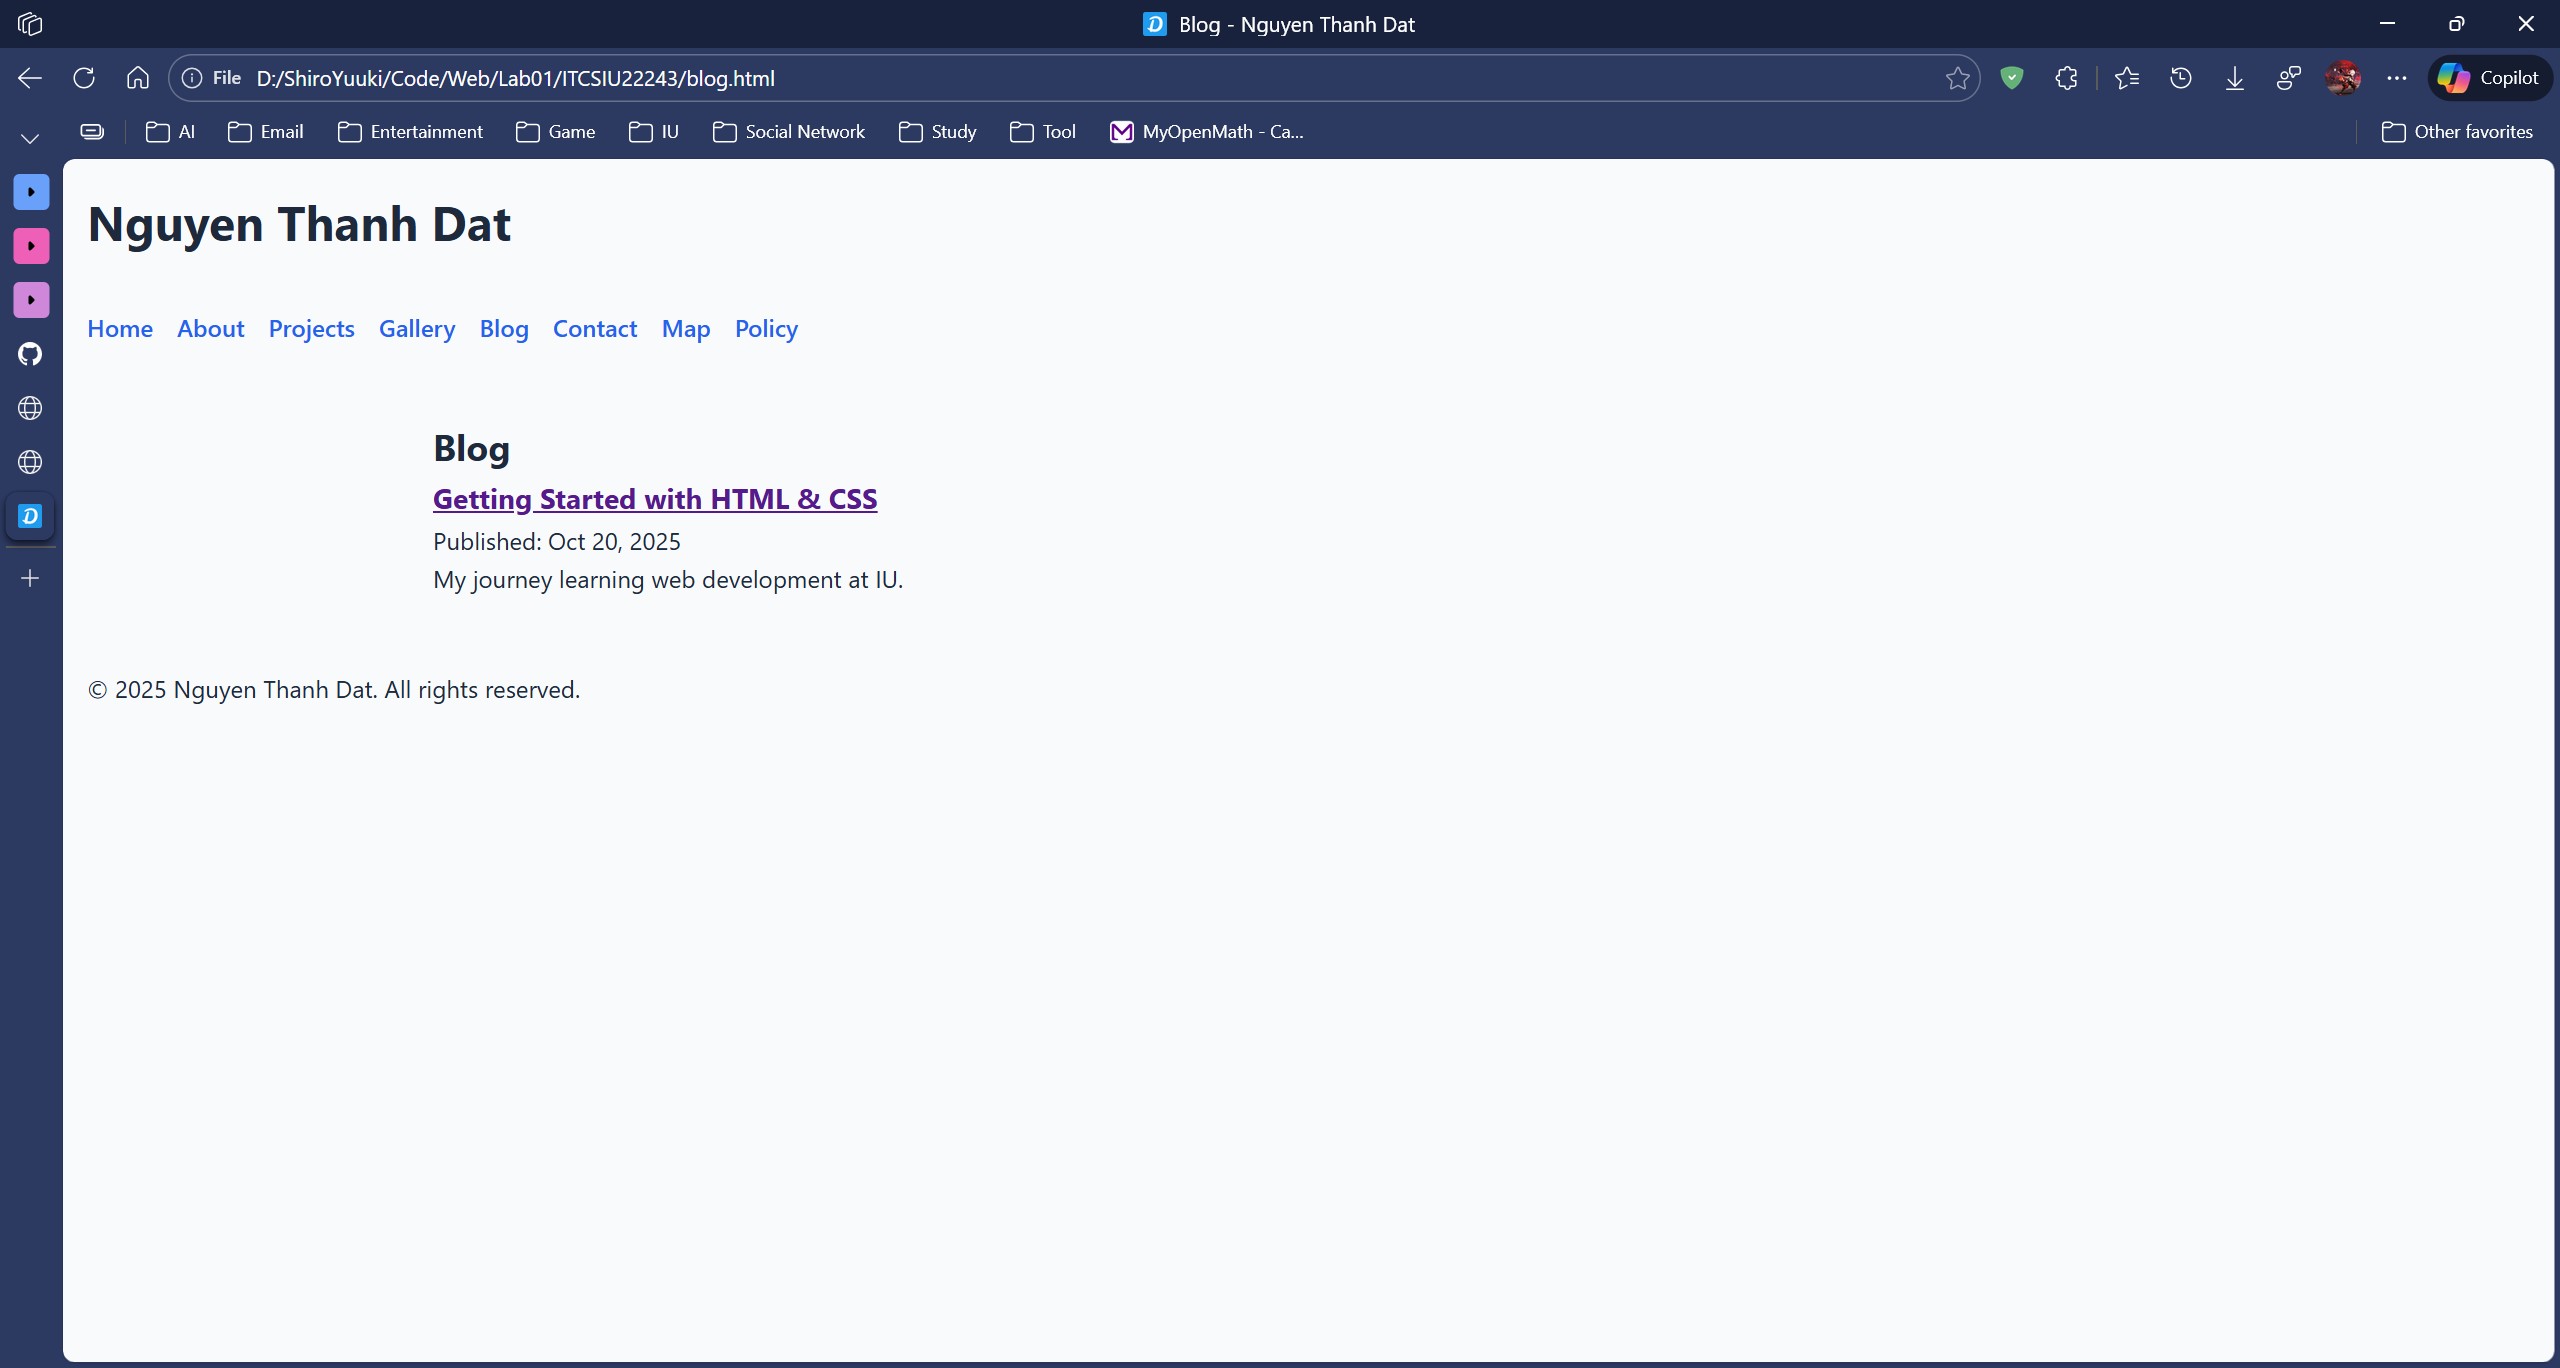 Blog - Nguyen Thanh Dat
File D:/ShiroYuuki/Code/Web/Lab01/ITCSIU22243/blog.html
Copilot
AI Email Entertainment Game IU Social Network Study Tool MyOpenMath - Ca... Other favorites
Nguyen Thanh Dat
Home About Projects Gallery Blog Contact Map Policy
Blog
Getting Started with HTML & CSS
Published: Oct 20, 2025
My journey learning web development at IU.
© 2025 Nguyen Thanh Dat. All rights reserved.